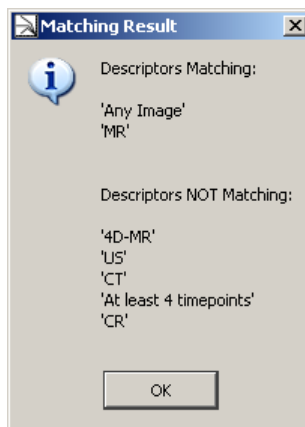 Matching Result
Descriptors Matching:
'Any Image'
'MR'
Descriptors NOT Matching:
'4D-MR'
'US'
'CT'
'At least 4 timepoints'
'CR'
OK